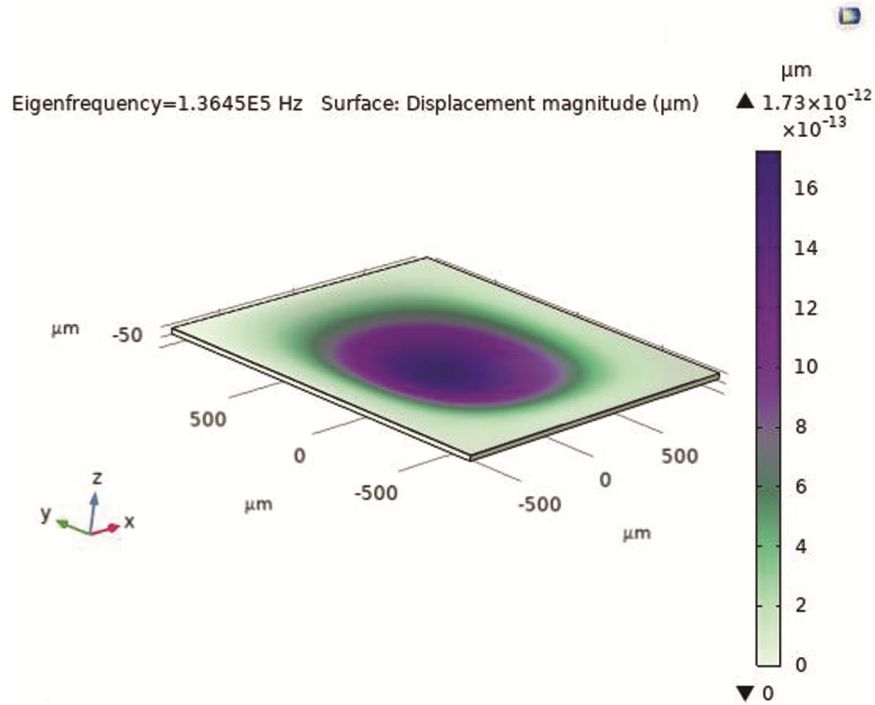 µm
Eigenfrequency=1.3645E5 Hz Surface: Displacement magnitude (µm)
▲ 1.73×10⁻¹²
×10⁻¹³
16
14
12
10
8
6
4
2
0
▼ 0
µm
-50
500
0
-500
µm
-500
0
500
µm
z
y
x